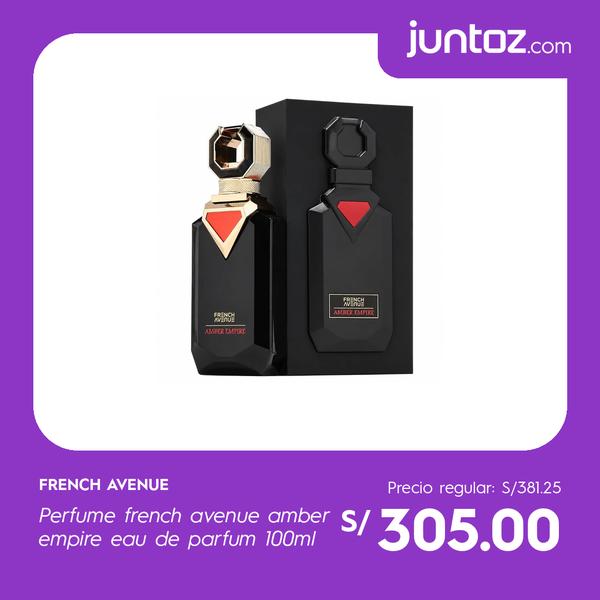 juntoz.com
FRENCH
AVENUE
AMBER EMPIRE
FRENCH
AVENUE
AMBER EMPIRE
FRENCH AVENUE
Perfume french avenue amber
empire eau de parfum 100ml
Precio regular: S/381.25
S/ 305.00